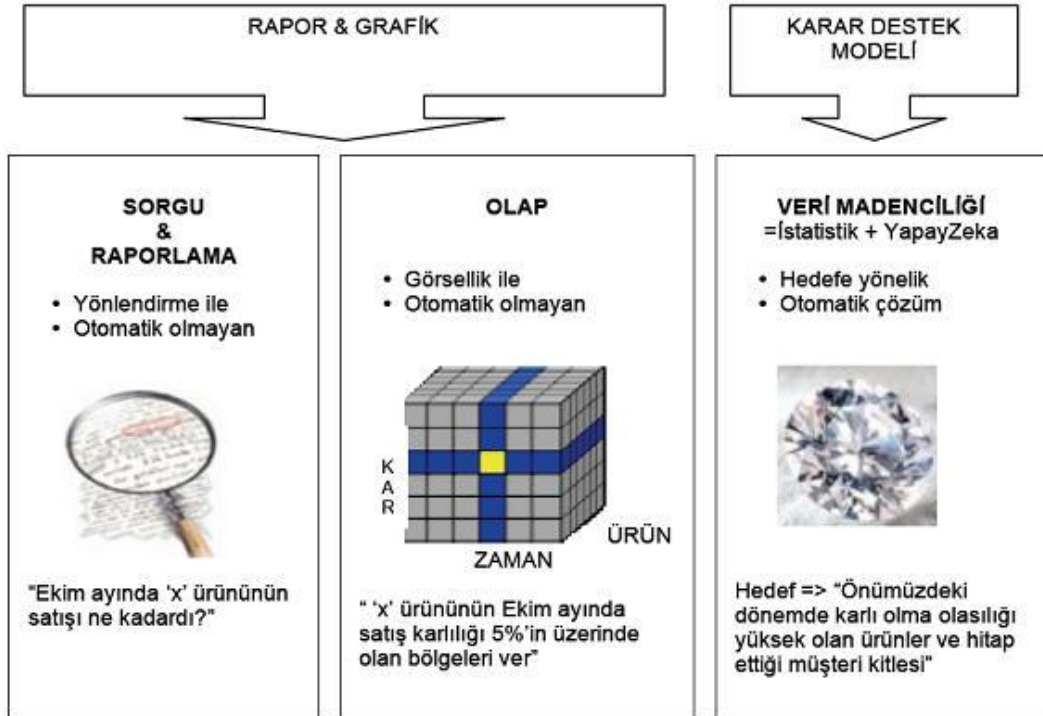 RAPOR & GRAFİK
KARAR DESTEK
MODELİ
SORGU
&
RAPORLAMA
• Yönlendirme ile
• Otomatik olmayan
"Ekim ayında ‘x’ ürününün
satışı ne kadardı?"
OLAP
• Görsellik ile
• Otomatik olmayan
K
A
R
ÜRÜN
ZAMAN
" ‘x’ ürününün Ekim ayında
satış karlılığı 5%’in üzerinde
olan bölgeleri ver"
VERİ MADENCİLİĞİ
=İstatistik + YapayZeka
• Hedefe yönelik
• Otomatik çözüm
Hedef => "Önümüzdeki
dönemde karlı olma olasılığı
yüksek olan ürünler ve hitap
ettiği müşteri kitlesi"